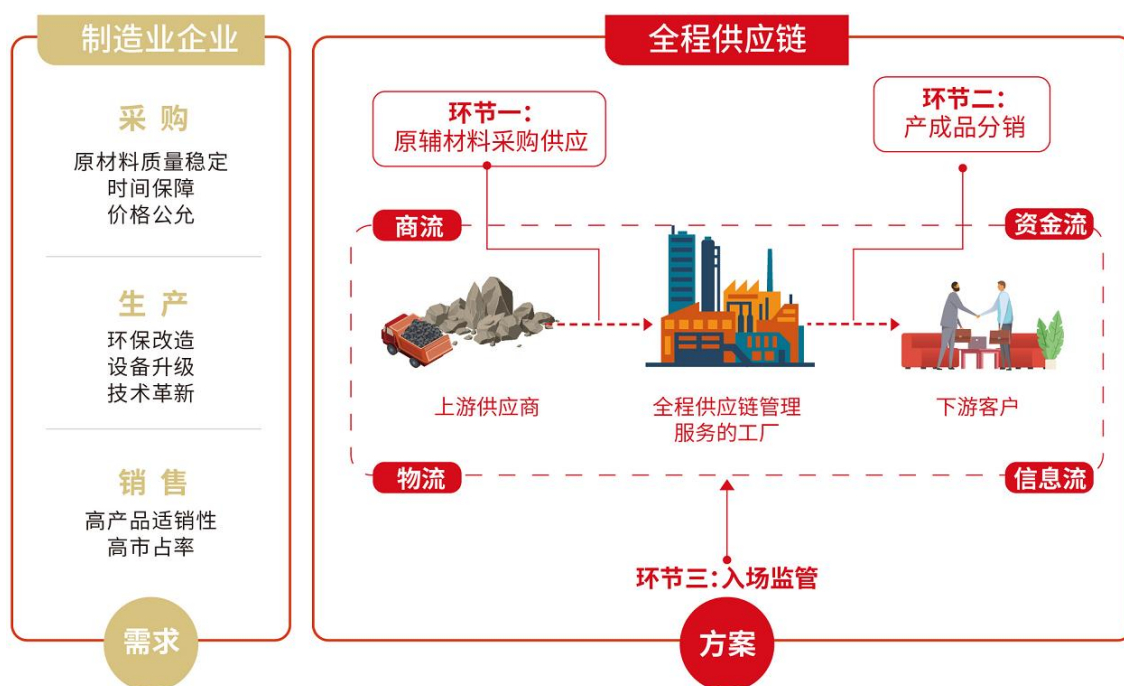 制造业企业
采购
原材料质量稳定
时间保障
价格公允
生产
环保改造
设备升级
技术革新
销售
高产品适销性
高市占率
需求
全程供应链
环节一：
原辅材料采购供应
环节二：
产成品分销
商流
资金流
上游供应商
全程供应链管理
服务的工厂
下游客户
物流
信息流
环节三：入场监管
方案